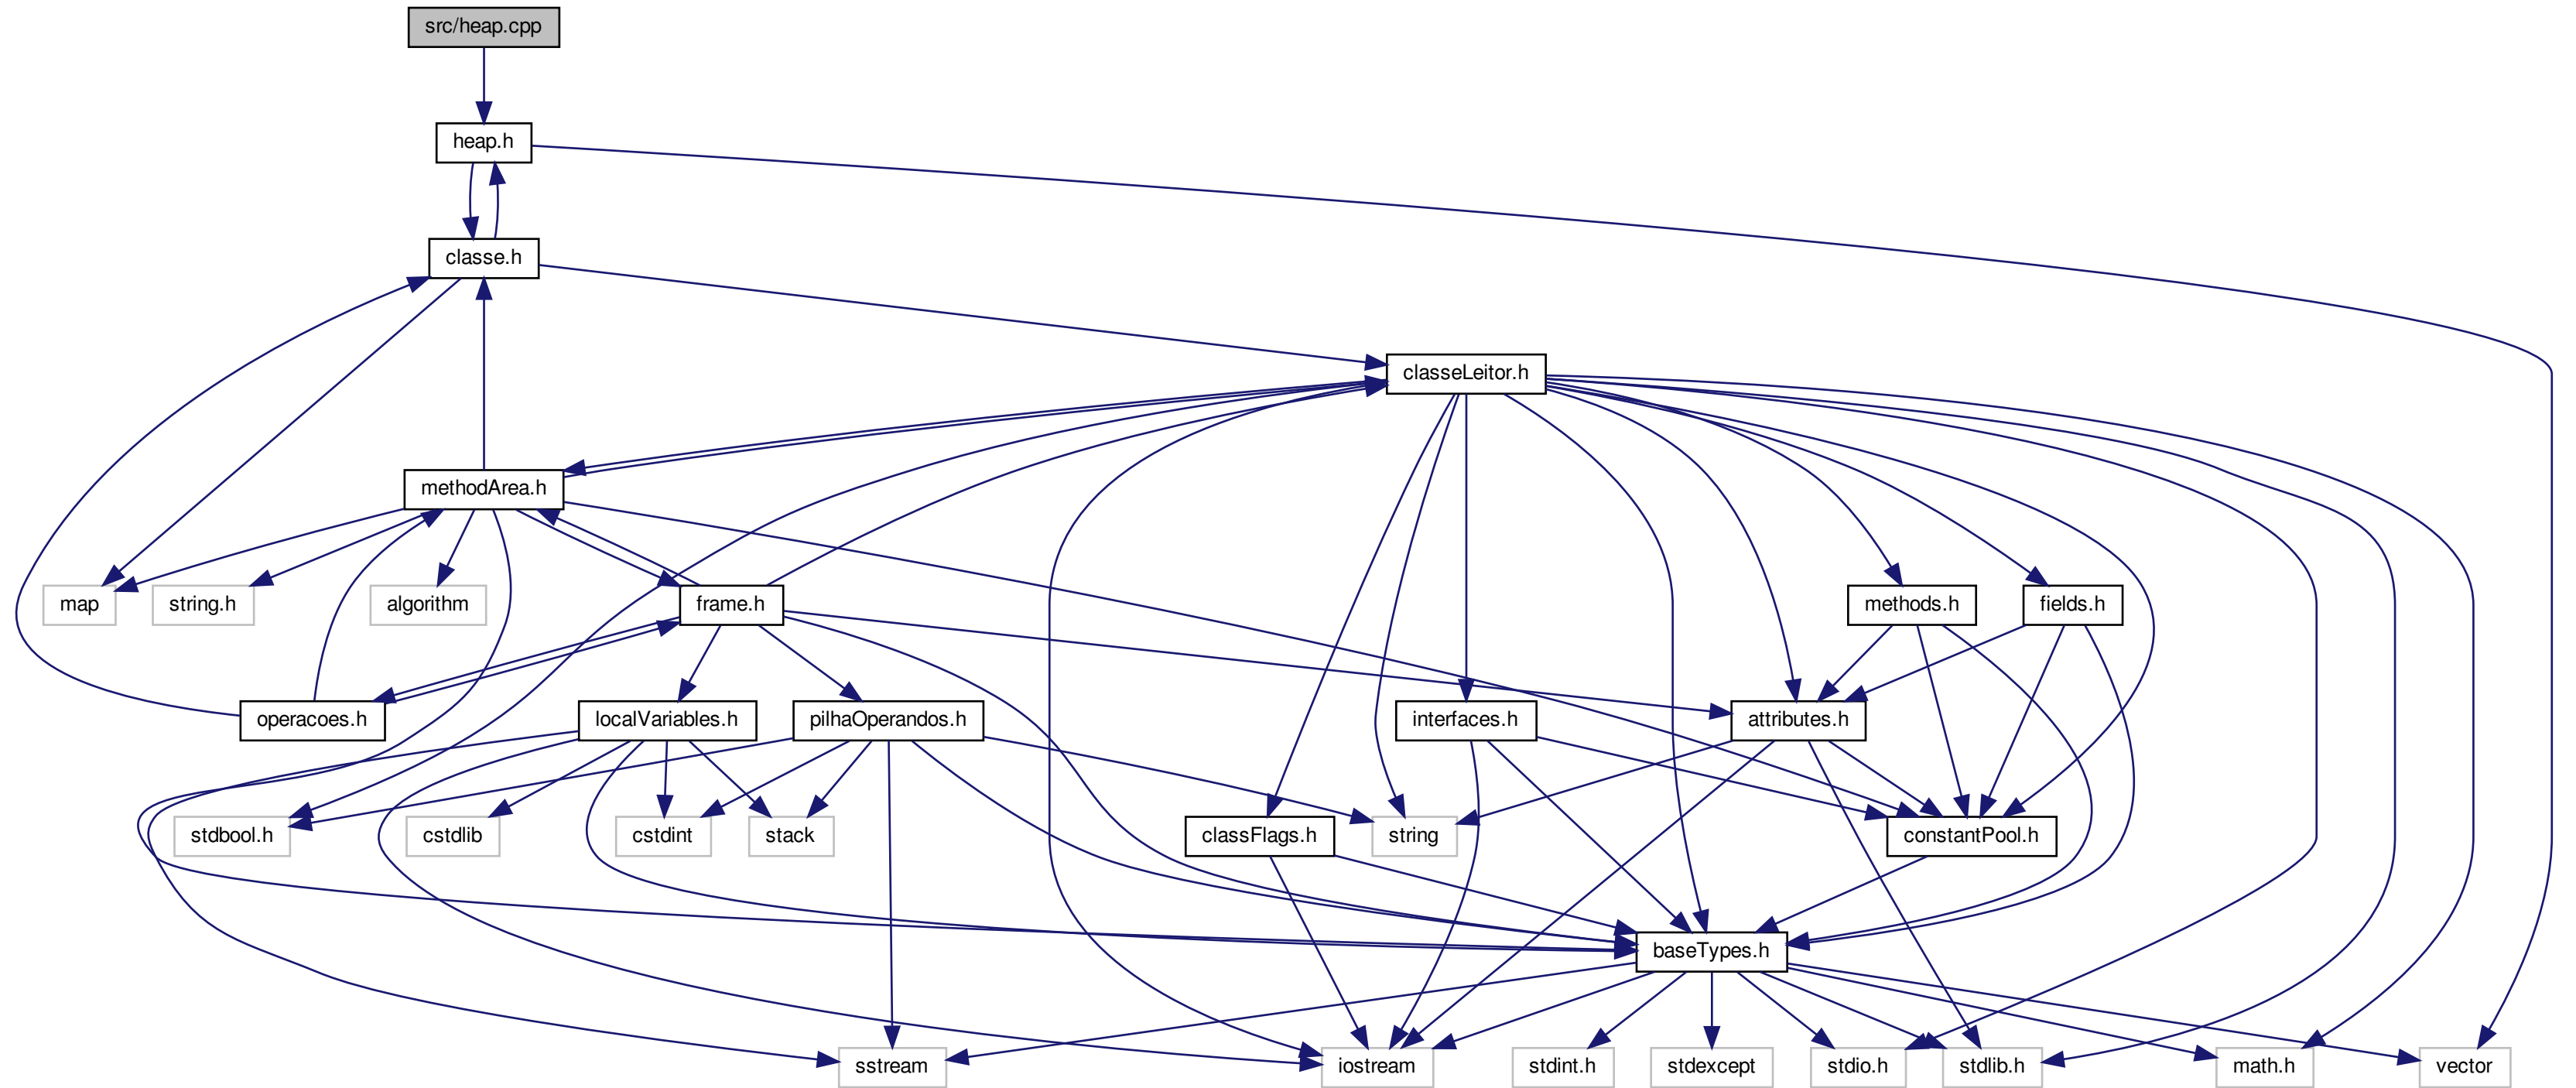 src/heap.cpp
heap.h
classe.h
classeLeitor.h
methodArea.h
map
string.h
algorithm
frame.h
methods.h
fields.h
operacoes.h
localVariables.h
pilhaOperandos.h
interfaces.h
attributes.h
stdbool.h
cstdlib
cstdint
stack
classFlags.h
string
constantPool.h
baseTypes.h
sstream
iostream
stdint.h
stdexcept
stdio.h
stdlib.h
math.h
vector